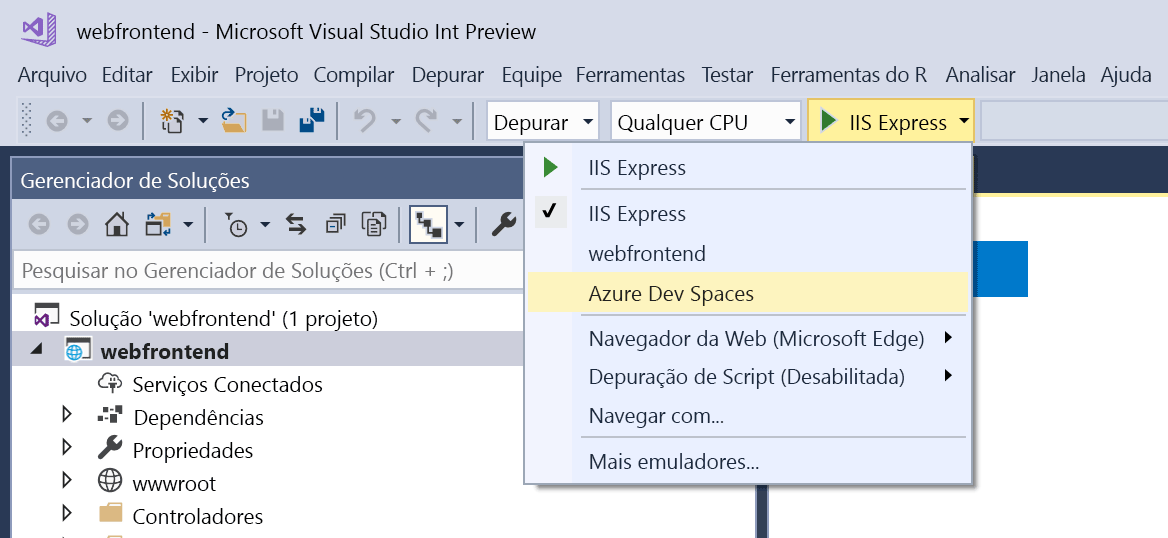 webfrontend - Microsoft Visual Studio Int Preview
Arquivo Editar Exibir Projeto Compilar Depurar Equipe Ferramentas Testar Ferramentas do R Analisar Janela Ajuda
Depurar Qualquer CPU IIS Express
Gerenciador de Soluções
Pesquisar no Gerenciador de Soluções (Ctrl + ;)
Solução 'webfrontend' (1 projeto)
webfrontend
Serviços Conectados
Dependências
Propriedades
wwwroot
Controladores
IIS Express
IIS Express
webfrontend
Azure Dev Spaces
Navegador da Web (Microsoft Edge)
Depuração de Script (Desabilitada)
Navegar com...
Mais emuladores...